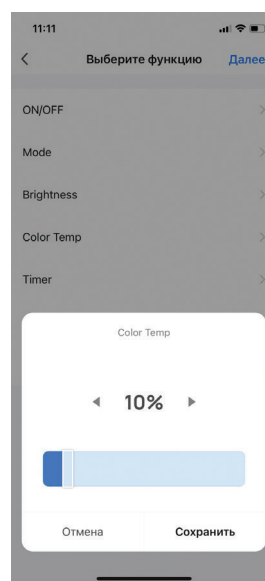 11:11
Выберите функцию Далее
ON/OFF
Mode
Brightness
Color Temp
Timer
Color Temp
10%
Отмена Сохранить